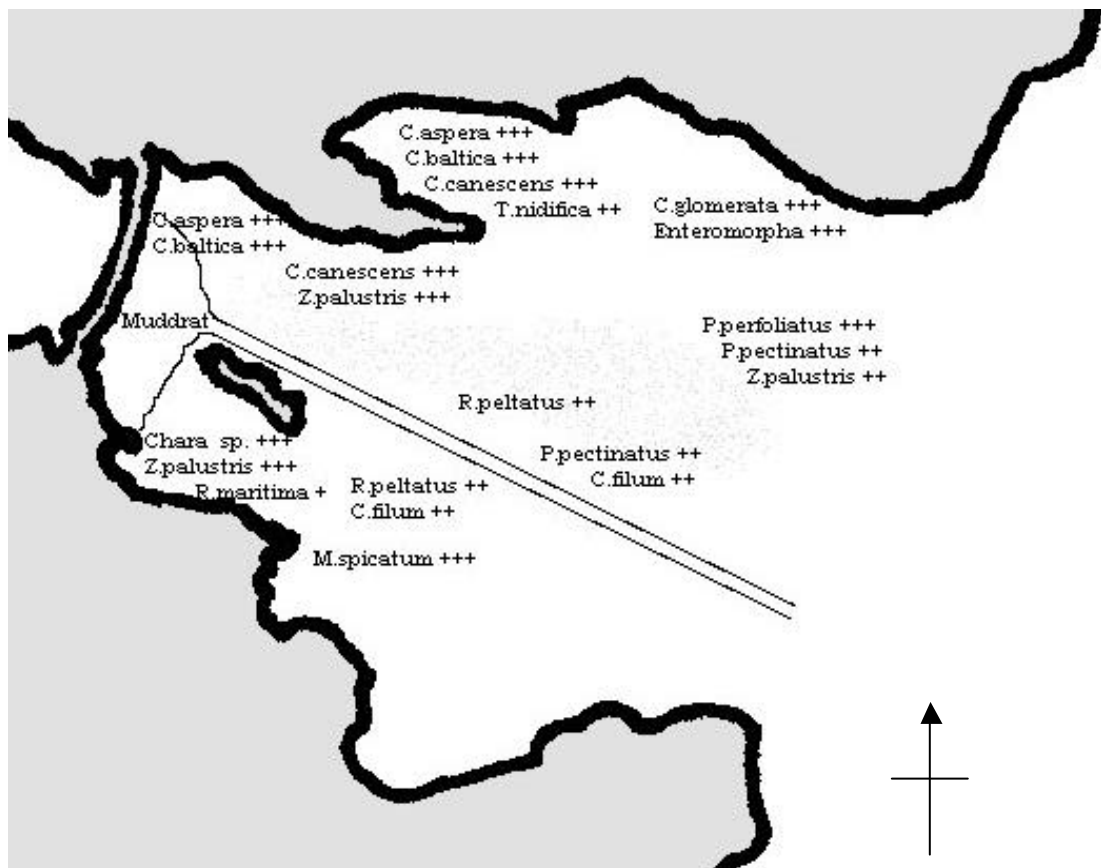 C.aspera +++
C.baltica +++
C.canescens +++
T.nidifica ++
C.glomerata +++
Enteromorpha +++
C.aspera +++
C.baltica +++
C.canescens +++
Z.palustris +++
Muddrat
P.perfoliatus +++
P.pectinatus ++
Z.palustris ++
R.peltatus ++
P.pectinatus ++
C.filum ++
Chara sp. +++
Z.palustris +++
R.maritima +
R.peltatus ++
C.filum ++
M.spicatum +++